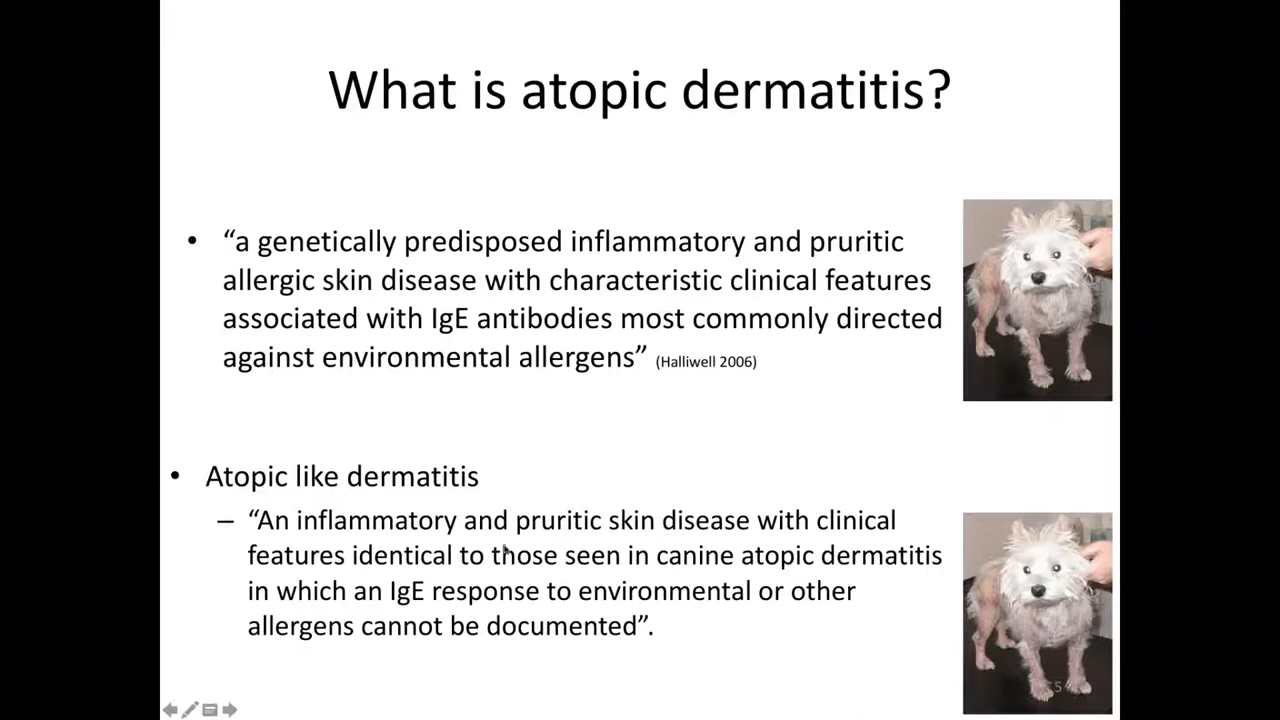 What is atopic dermatitis?
• “a genetically predisposed inflammatory and pruritic
allergic skin disease with characteristic clinical features
associated with IgE antibodies most commonly directed
against environmental allergens” (Halliwell 2006)
• Atopic like dermatitis
– “An inflammatory and pruritic skin disease with clinical
features identical to those seen in canine atopic dermatitis
in which an IgE response to environmental or other
allergens cannot be documented”.
5